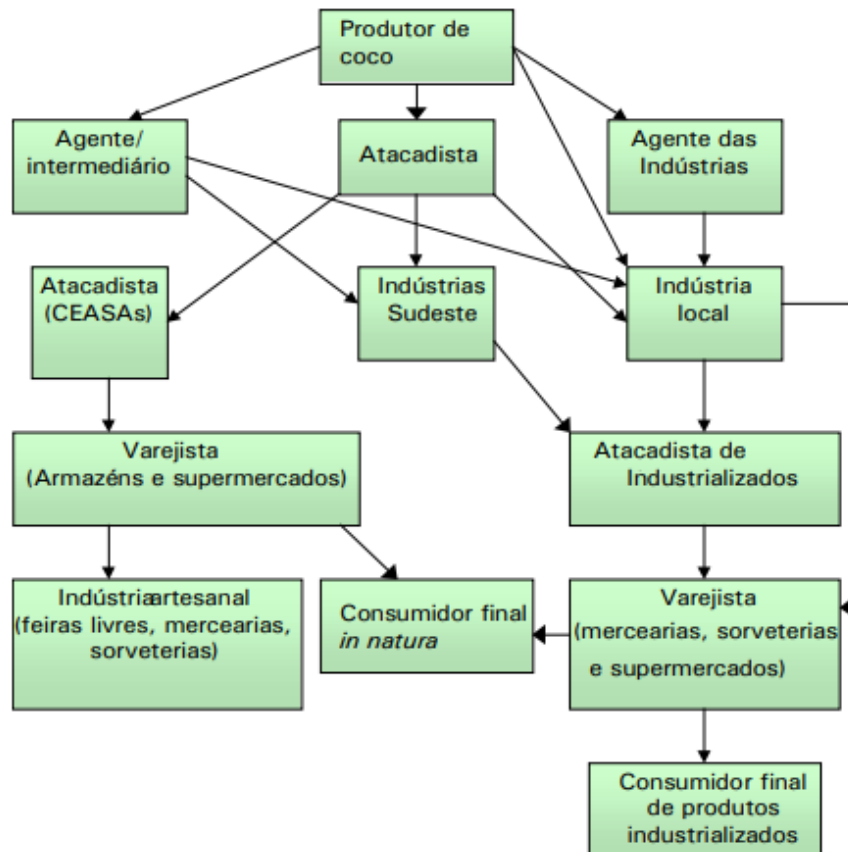 Produtor de
coco
Agente/
intermediário
Atacadista
Agente das
Indústrias
Atacadista
(CEASAs)
Indústrias
Sudeste
Indústria
local
Varejista
(Armazéns e supermercados)
Atacadista de
Industrializados
Indústriaartesanal
(feiras livres, mercearias,
sorveterias)
Consumidor final
in natura
Varejista
(mercearias, sorveterias
e supermercados)
Consumidor final
de produtos
industrializados